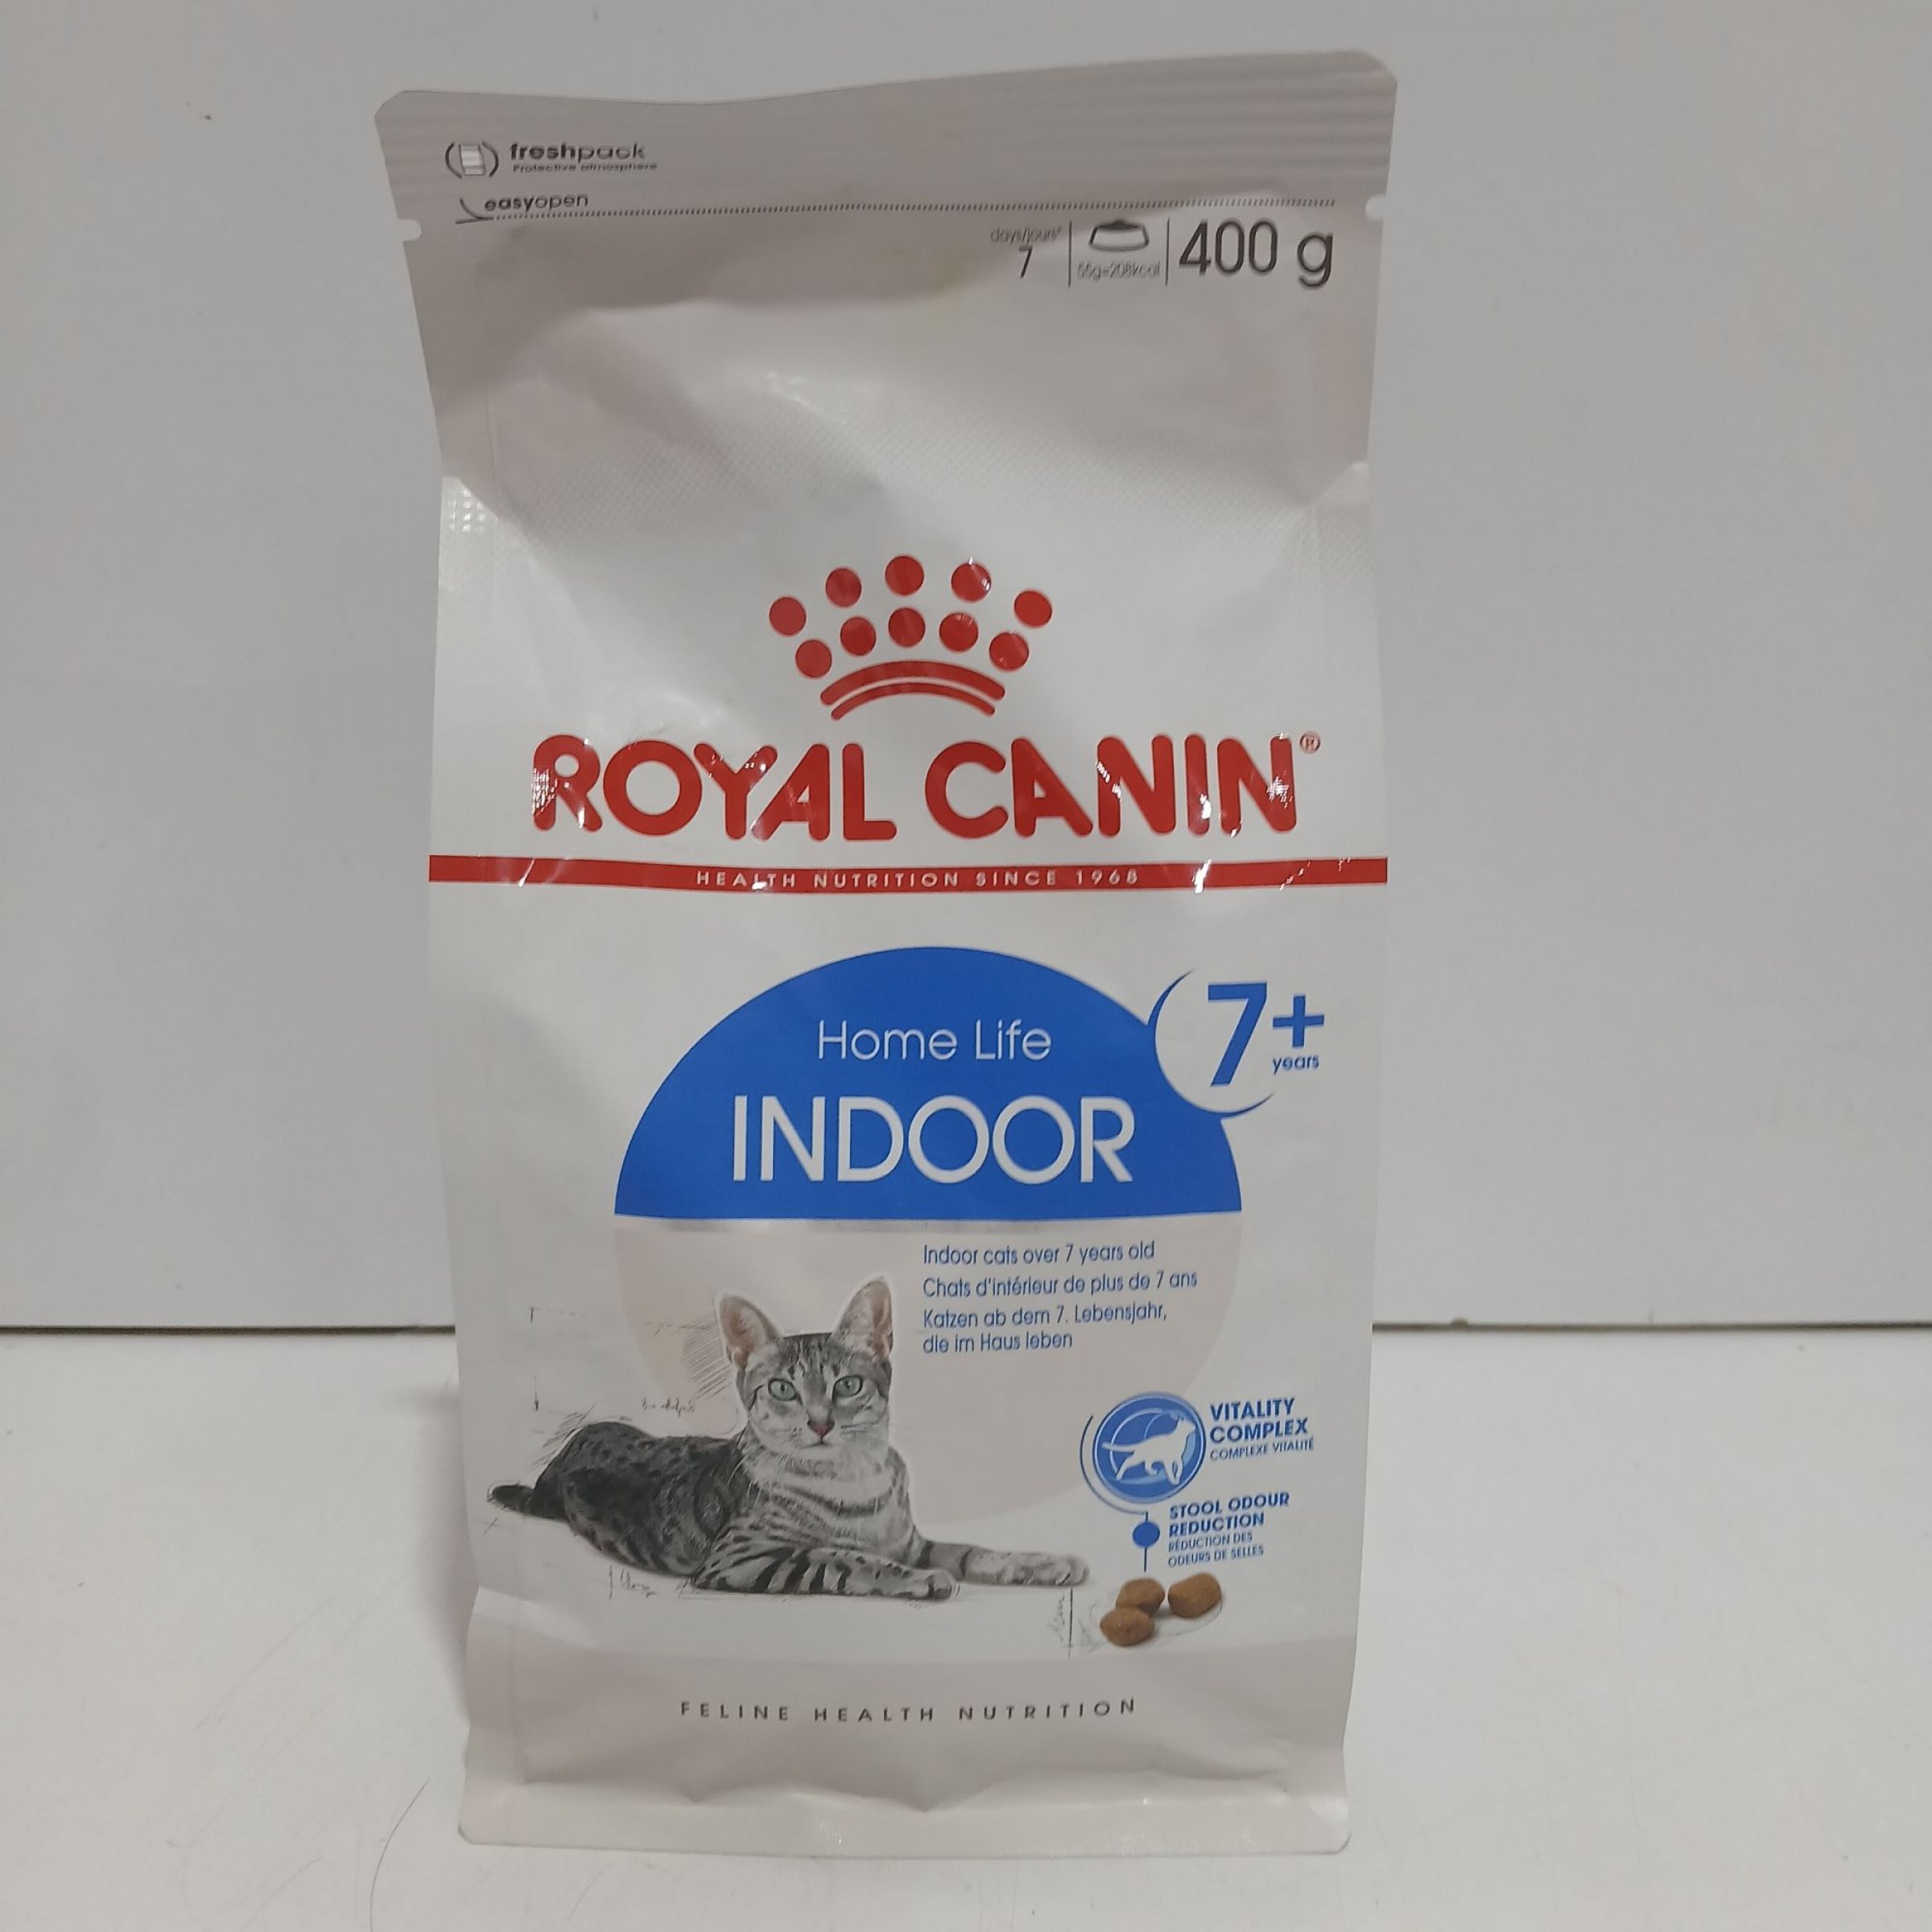 freshpack
Protective atmosphere
easyopen
days/jours
7
55g=208kcal
400 g
ROYAL CANIN®
HEALTH NUTRITION SINCE 1968
7+
years
Home Life
INDOOR
Indoor cats over 7 years old
Chats d'intérieur de plus de 7 ans
Katzen ab dem 7. Lebensjahr,
die im Haus leben
VITALITY
COMPLEX
COMPLEXE VITALITÉ
STOOL ODOUR
REDUCTION
RÉDUCTION DES
ODEURS DE SELLES
FELINE HEALTH NUTRITION